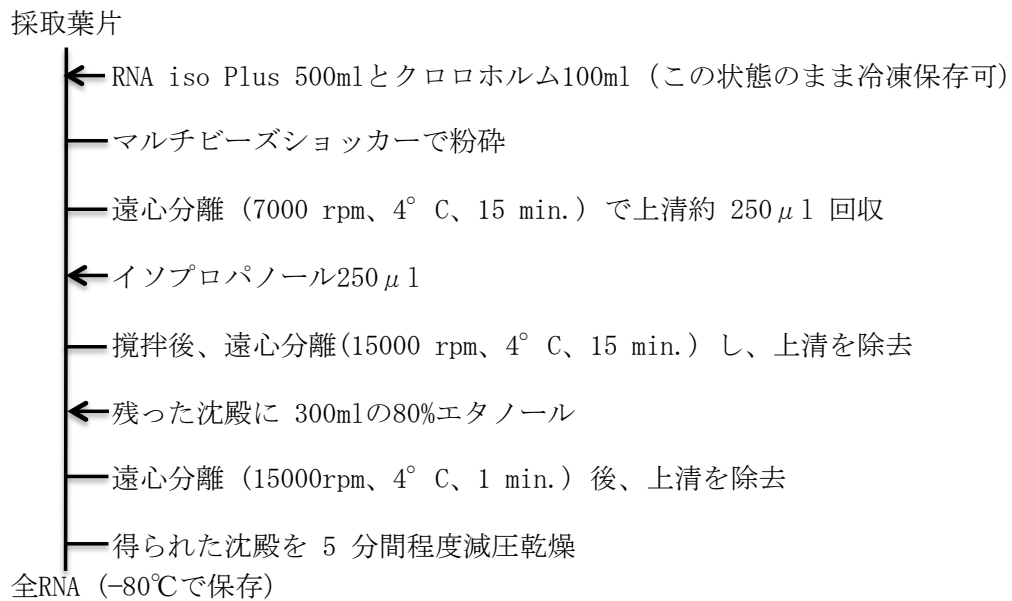 採取葉片
RNA iso Plus 500mlとクロロホルム100ml (この状態のまま冷凍保存可)
マルチビーズショッカーで粉砕
遠心分離 (7000 rpm、4°C、15 min.) で上清約 250μl 回収
イソプロパノール250μl
撹拌後、遠心分離(15000 rpm、4°C、15 min.) し、上清を除去
残った沈殿に 300mlの80%エタノール
遠心分離 (15000rpm、4°C、1 min.) 後、上清を除去
得られた沈殿を 5 分間程度減圧乾燥
全RNA (-80℃で保存)